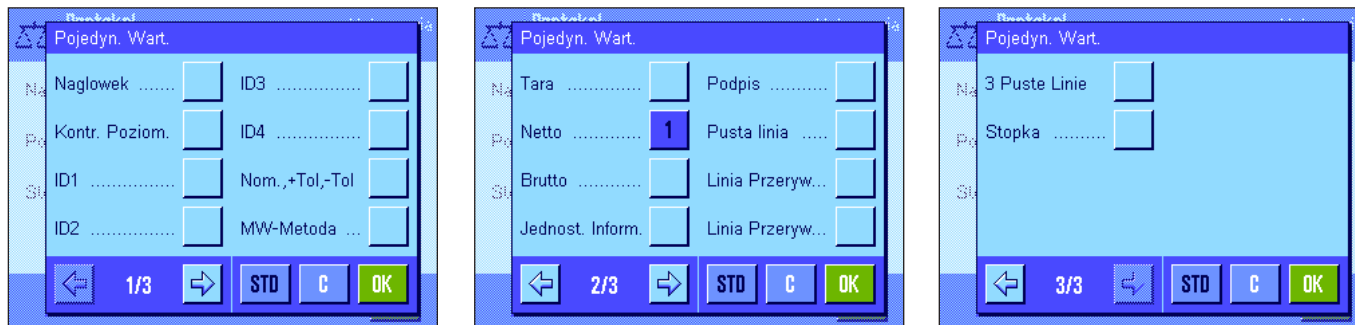 Pojedyn. Wart.
Naglowek ....... ID3 ...............
Kontr. Poziom. ID4 ...............
ID1 ............... Nom.,+Tol,-Tol
ID2 ............... MW-Metoda ...
1/3 STD C OK
Pojedyn. Wart.
Tara ............. Podpis ...........
Netto ............. 1 Pusta linia .....
Brutto ............ Linia Przeryw...
Jednost. Inform. Linia Przeryw...
2/3 STD C OK
Pojedyn. Wart.
3 Puste Linie
Stopka ..........
3/3 STD C OK